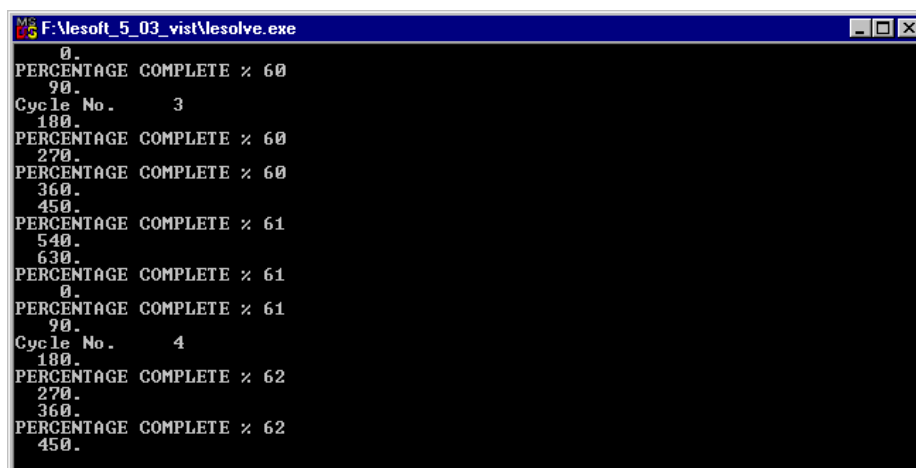 MS DOS F:\lesoft_5_03_vist\lesolve.exe
0.
PERCENTAGE COMPLETE % 60
90.
Cycle No. 3
180.
PERCENTAGE COMPLETE % 60
270.
PERCENTAGE COMPLETE % 60
360.
450.
PERCENTAGE COMPLETE % 61
540.
630.
PERCENTAGE COMPLETE % 61
0.
PERCENTAGE COMPLETE % 61
90.
Cycle No. 4
180.
PERCENTAGE COMPLETE % 62
270.
360.
PERCENTAGE COMPLETE % 62
450.